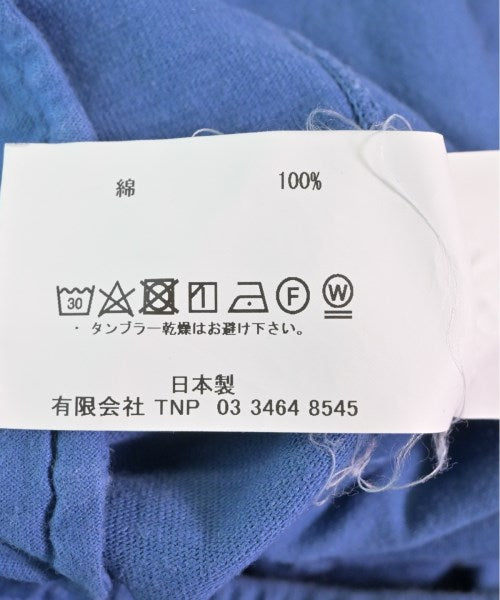 綿 100%
30 F W
・ タンブラー乾燥はお避け下さい。
日本製
有限会社 TNP 03 3464 8545